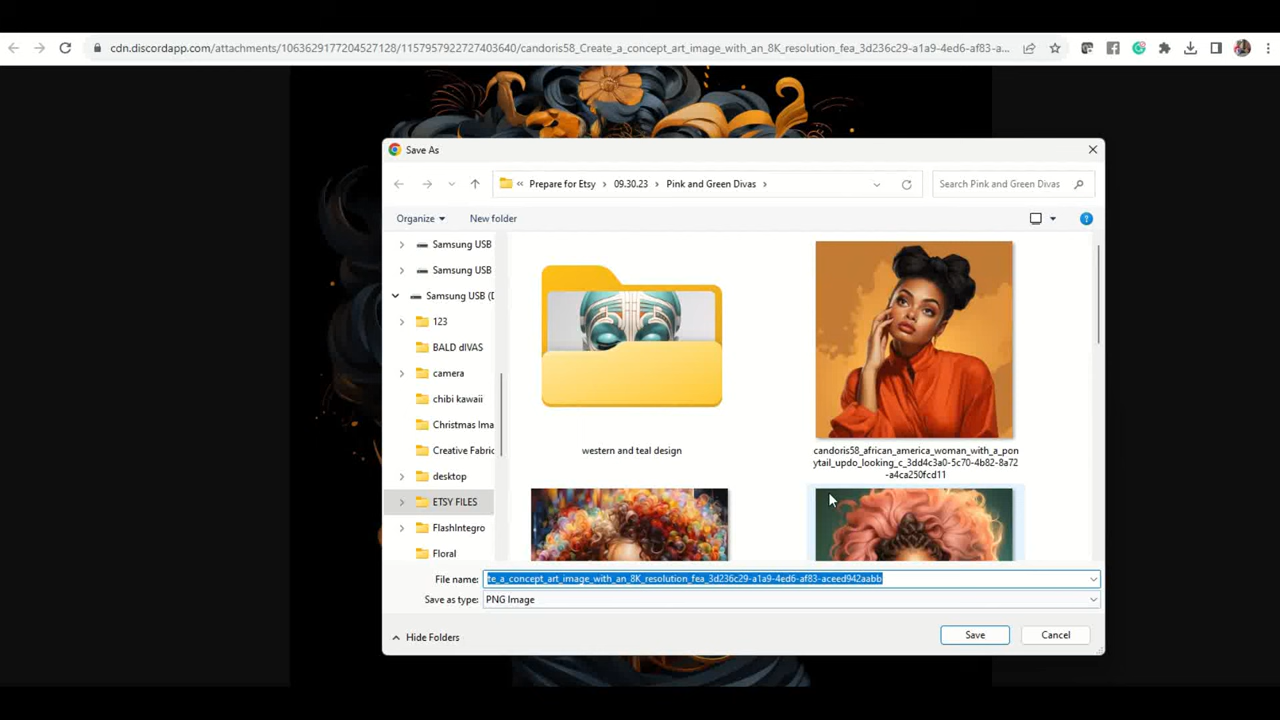 cdn.discordapp.com/attachments/1063629177204527128/1157957922727403640/candoris58_Create_a_concept_art_image_with_an_8K_resolution_fea_3d236c29-a1a9-4ed6-af83-a...
Save As
« Prepare for Etsy > 09.30.23 > Pink and Green Divas >
Search Pink and Green Divas
Organize
New folder
Samsung USB
Samsung USB
Samsung USB (D
123
BALD dIVAS
camera
chibi kawaii
Christmas Ima
Creative Fabric
desktop
ETSY FILES
FlashIntegro
Floral
western and teal design
candoris58_african_america_woman_with_a_pon
ytail_updo_looking_c_3dd4c3a0-5c70-4b82-8a72
-a4ca250fcd11
File name: te_a_concept_art_image_with_an_8K_resolution_fea_3d236c29-a1a9-4ed6-af83-aceed942aabb
Save as type: PNG Image
Hide Folders
Save
Cancel